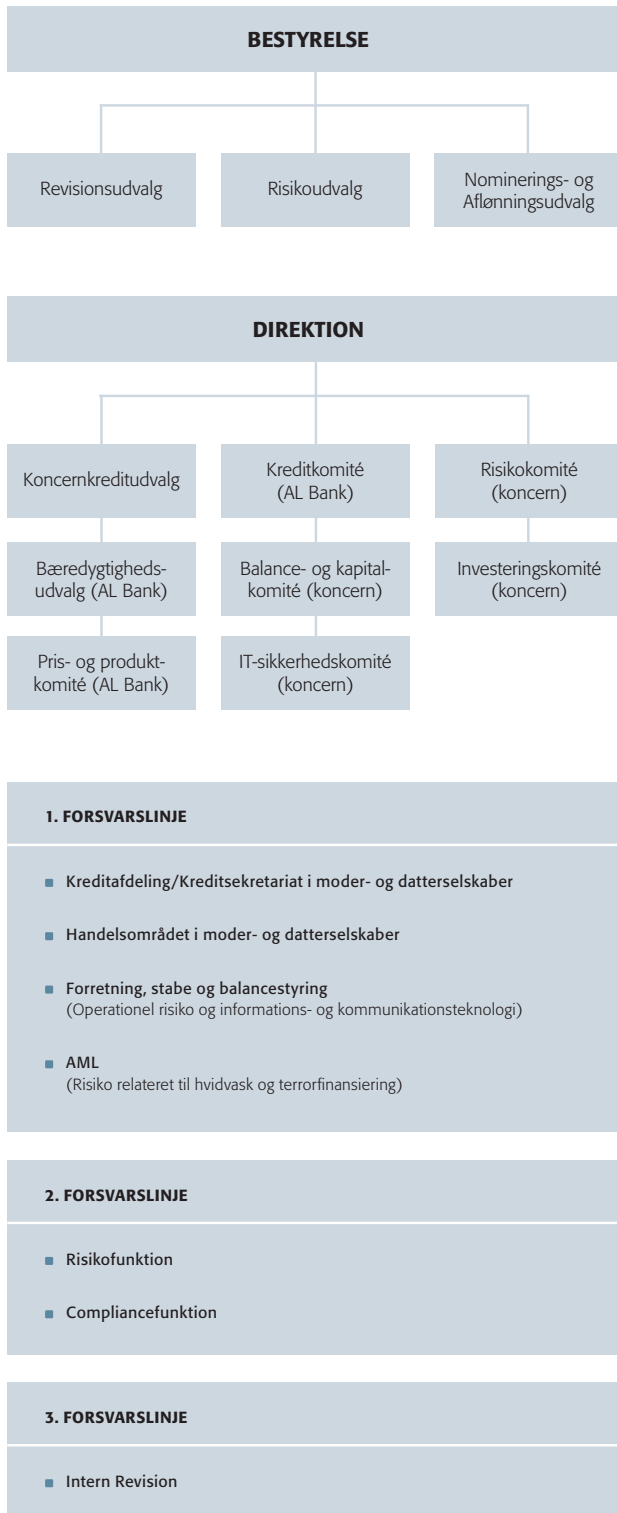 BESTYRELSE
Revisionsudvalg
Risikoudvalg
Nominerings- og
Aflønningsudvalg
DIREKTION
Koncernkreditudvalg
Kreditkomité
(AL Bank)
Risikokomité
(koncern)
Bæredygtigheds-
udvalg (AL Bank)
Balance- og kapital-
komité (koncern)
Investeringskomité
(koncern)
Pris- og produkt-
komité (AL Bank)
IT-sikkerhedskomité
(koncern)
1. FORSVARSLINJE
Kreditafdeling/Kreditsekretariat i moder- og datterselskaber
Handelsområdet i moder- og datterselskaber
Forretning, stabe og balancestyring
(Operationel risiko og informations- og kommunikationsteknologi)
AML
(Risiko relateret til hvidvask og terrorfinansiering)
2. FORSVARSLINJE
Risikofunktion
Compliancefunktion
3. FORSVARSLINJE
Intern Revision